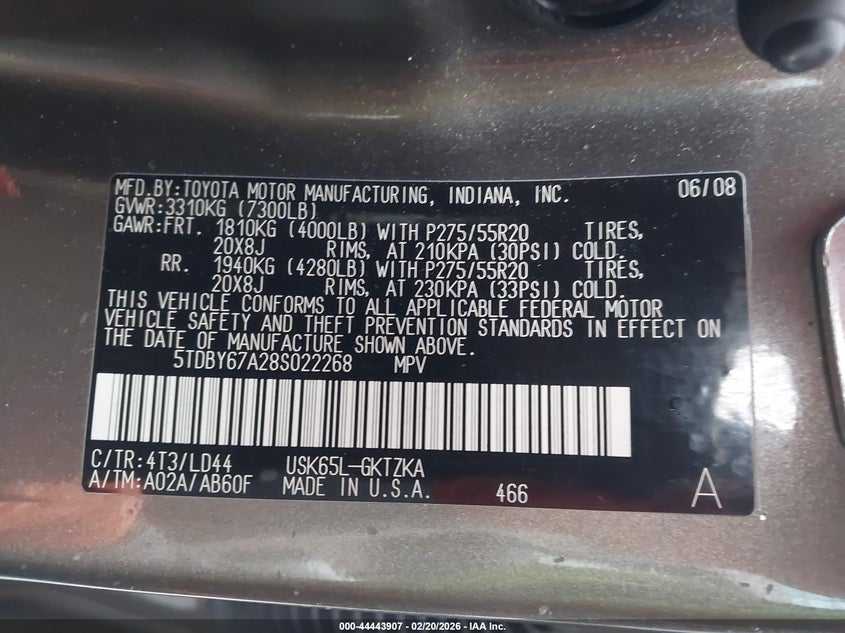 MFD.BY:TOYOTA MOTOR MANUFACTURING, INDIANA, INC. 06/08
GVWR:3310KG (7300LB)
GAWR:FRT. 1810KG (4000LB) WITH P275/55R20 TIRES,
20X8J RIMS, AT 210KPA (30PSI) COLD.
RR. 1940KG (4280LB) WITH P275/55R20 TIRES,
20X8J RIMS, AT 230KPA (33PSI) COLD.
THIS VEHICLE CONFORMS TO ALL APPLICABLE FEDERAL MOTOR
VEHICLE SAFETY AND THEFT PREVENTION STANDARDS IN EFFECT ON
THE DATE OF MANUFACTURE SHOWN ABOVE.
5TDBY67A28S022268 MPV
C/TR:4T3/LD44 USK65L-GKTZKA
A/TM:A02A/AB60F MADE IN U.S.A. 466 A
000-44443907 - 02/20/2026 - IAA Inc.